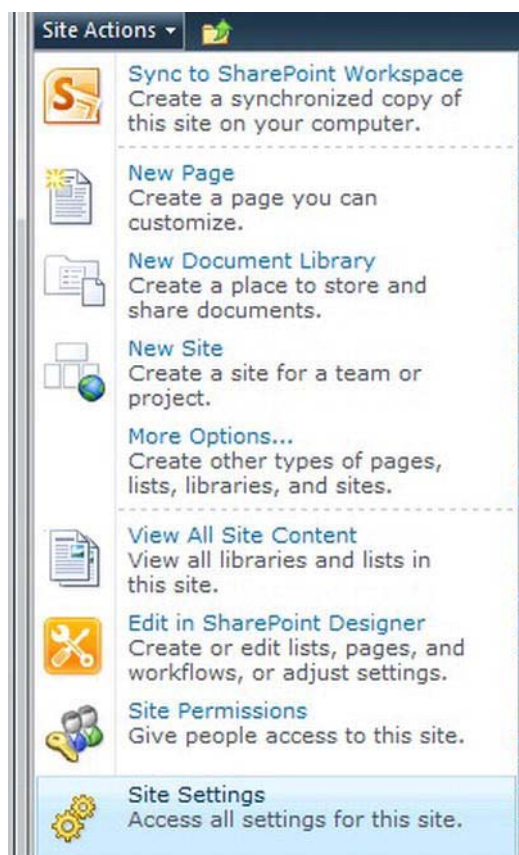 Site Actions
Sync to SharePoint Workspace
Create a synchronized copy of
this site on your computer.
New Page
Create a page you can
customize.
New Document Library
Create a place to store and
share documents.
New Site
Create a site for a team or
project.
More Options...
Create other types of pages,
lists, libraries, and sites.
View All Site Content
View all libraries and lists in
this site.
Edit in SharePoint Designer
Create or edit lists, pages, and
workflows, or adjust settings.
Site Permissions
Give people access to this site.
Site Settings
Access all settings for this site.